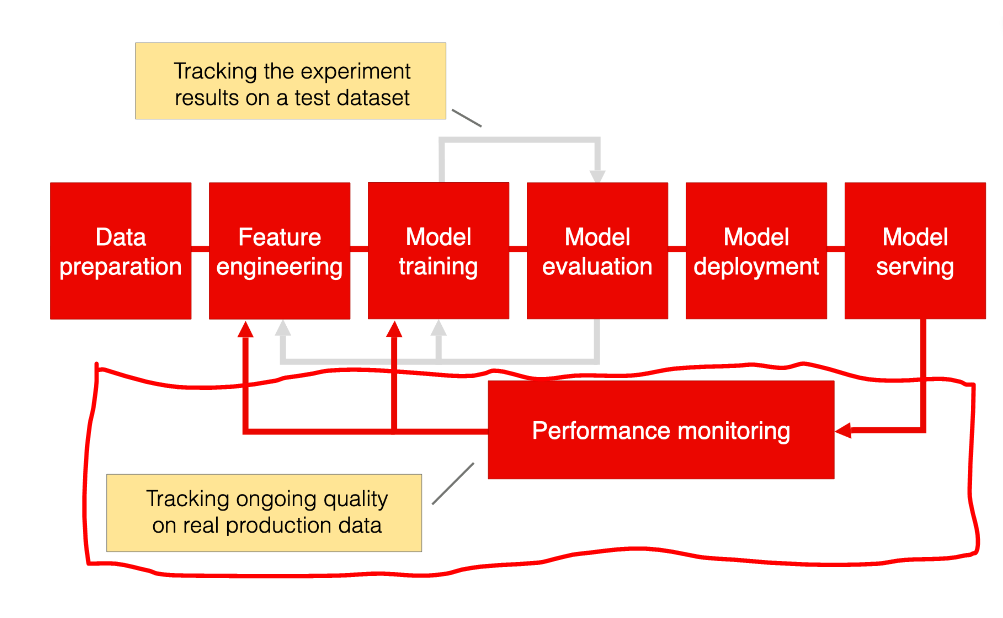 Tracking the experiment
results on a test dataset
Data
preparation
Feature
engineering
Model
training
Model
evaluation
Model
deployment
Model
serving
Performance monitoring
Tracking ongoing quality
on real production data